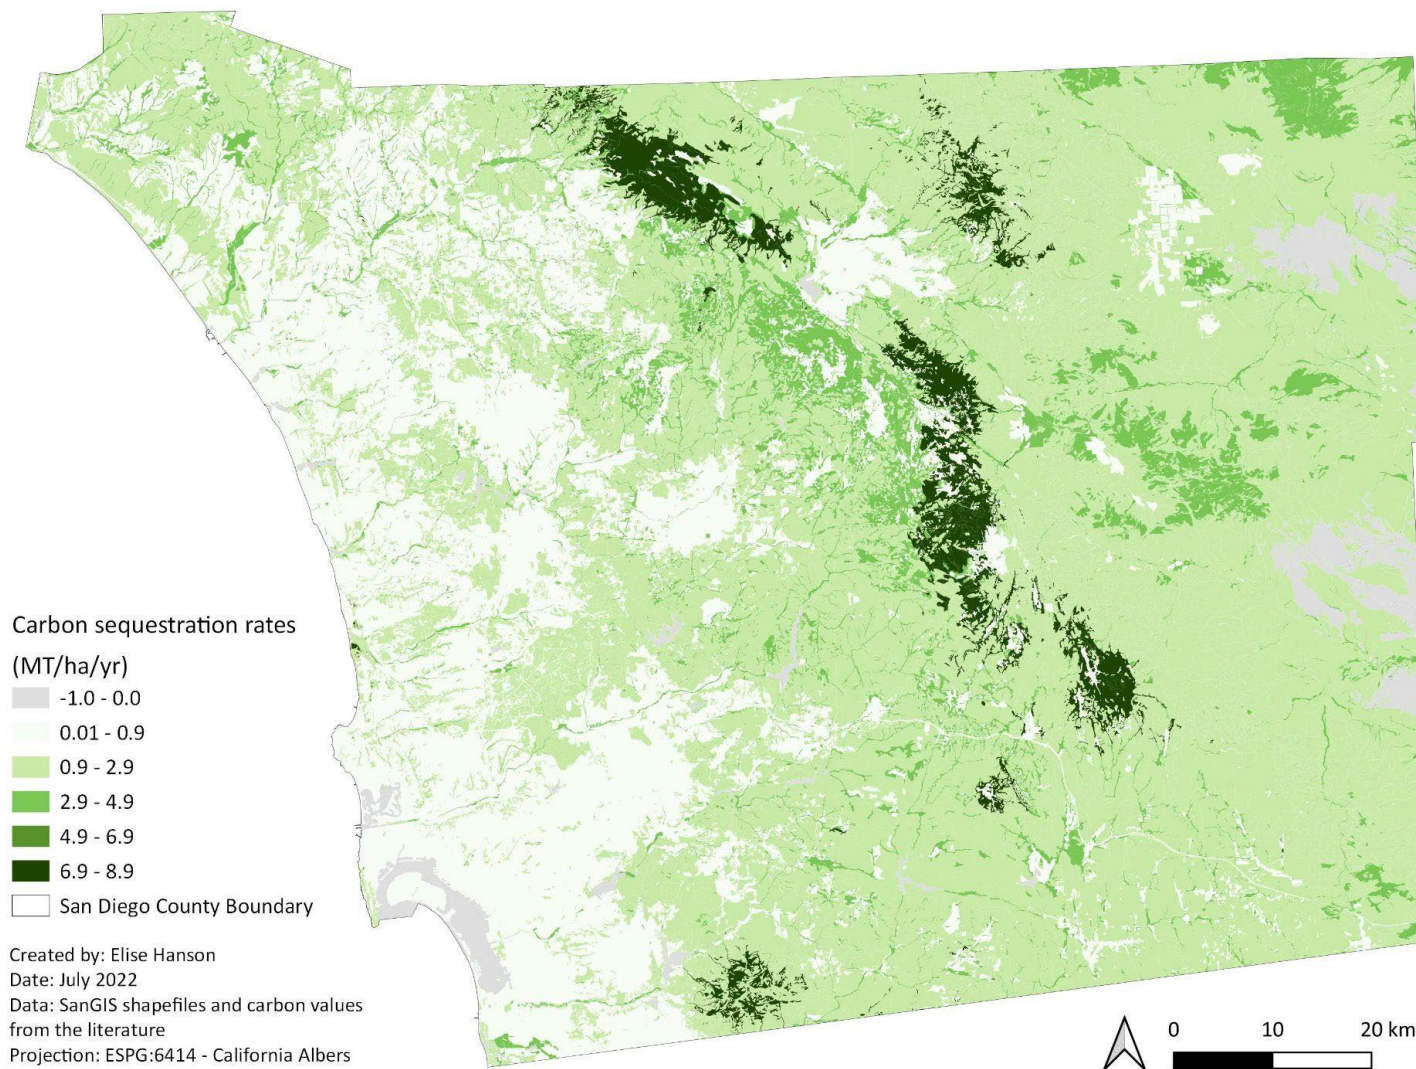 Carbon sequestration rates
(MT/ha/yr)
-1.0 - 0.0
0.01 - 0.9
0.9 - 2.9
2.9 - 4.9
4.9 - 6.9
6.9 - 8.9
San Diego County Boundary
Created by: Elise Hanson
Date: July 2022
Data: SanGIS shapefiles and carbon values
from the literature
Projection: ESPG:6414 - California Albers
0 10 20 km